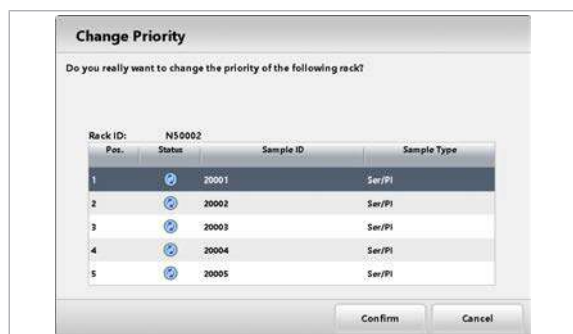 Change Priority
Do you really want to change the priority of the following rack?
Rack ID: N50002
Pos. Status Sample ID Sample Type
1 20001 Ser/Pl
2 20002 Ser/Pl
3 20003 Ser/Pl
4 20004 Ser/Pl
5 20005 Ser/Pl
Confirm Cancel